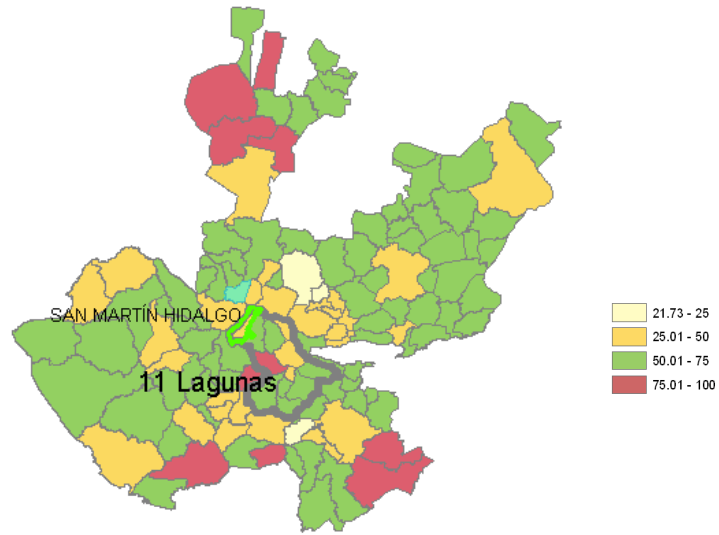 SAN MARTÍN HIDALGO
11 Lagunas
21.73 - 25
25.01 - 50
50.01 - 75
75.01 - 100